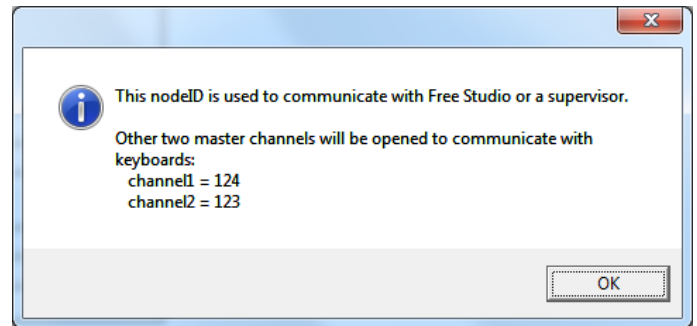 This nodeID is used to communicate with Free Studio or a supervisor.
Other two master channels will be opened to communicate with
keyboards:
channel1 = 124
channel2 = 123
OK